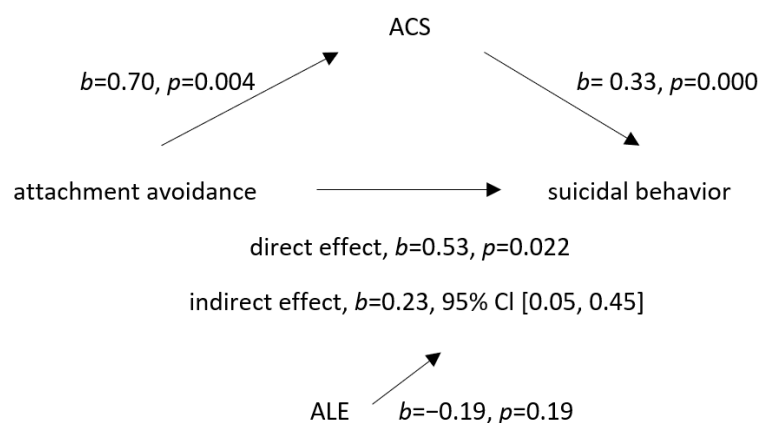 ACS
b=0.70, p=0.004
b= 0.33, p=0.000
attachment avoidance
suicidal behavior
direct effect, b=0.53, p=0.022
indirect effect, b=0.23, 95% Cl [0.05, 0.45]
ALE
b=−0.19, p=0.19